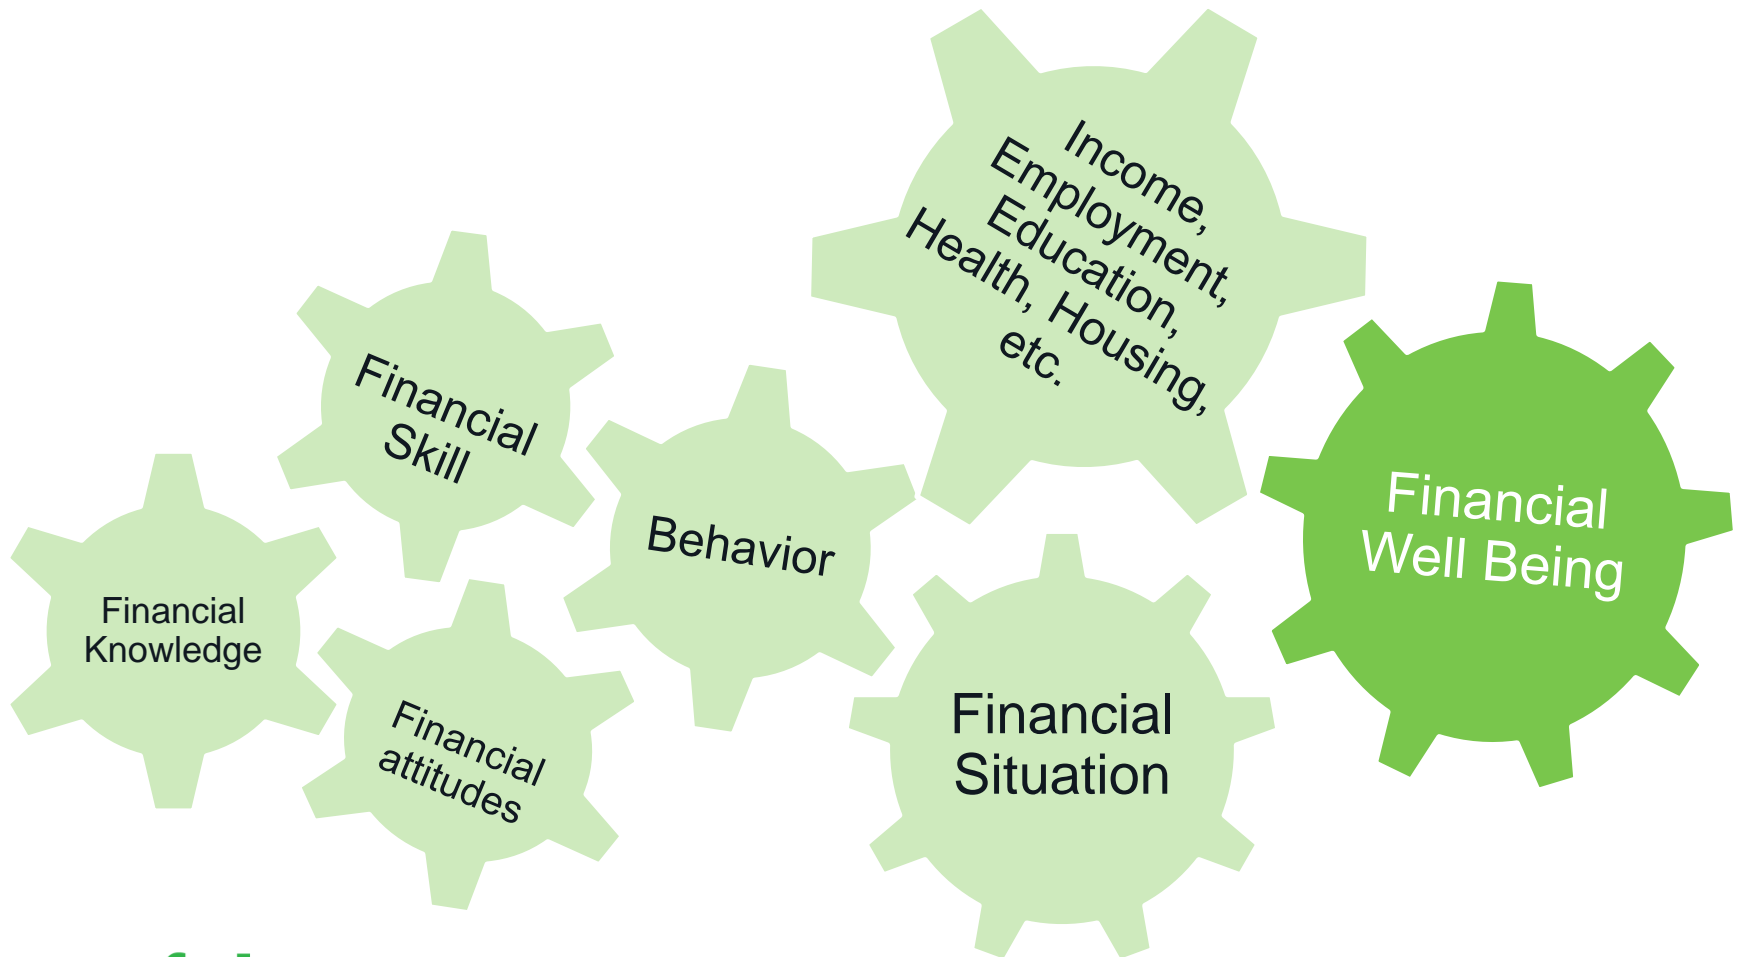 Income,
Employment,
Education,
Health, Housing,
etc.
Financial
Skill
Financial
Well Being
Behavior
Financial
Knowledge
Financial
attitudes
Financial
Situation